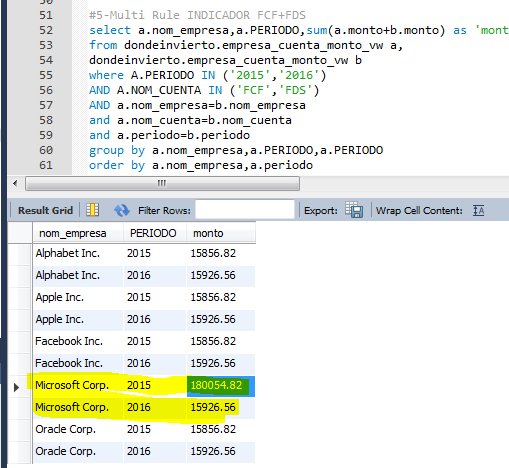 51 #5-Multi Rule INDICADOR FCF+FDS
52 select a.nom_empresa,a.PERIODO,sum(a.monto+b.monto) as 'mont
53 from dondeinvierto.empresa_cuenta_monto_vw a,
54 dondeinvierto.empresa_cuenta_monto_vw b
55 where A.PERIODO IN ('2015','2016')
56 AND A.NOM_CUENTA IN ('FCF','FDS')
57 AND a.nom_empresa=b.nom_empresa
58 and a.nom_cuenta=b.nom_cuenta
59 and a.periodo=b.periodo
60 group by a.nom_empresa,a.PERIODO,a.PERIODO
61 order by a.nom_empresa,a.periodo
Result Grid Filter Rows: Export: Wrap Cell Content:
nom_empresa PERIODO monto
Alphabet Inc. 2015 15856.82
Alphabet Inc. 2016 15926.56
Apple Inc. 2015 15856.82
Apple Inc. 2016 15926.56
Facebook Inc. 2015 15856.82
Facebook Inc. 2016 15926.56
Microsoft Corp. 2015 180054.82
Microsoft Corp. 2016 15926.56
Oracle Corp. 2015 15856.82
Oracle Corp. 2016 15926.56